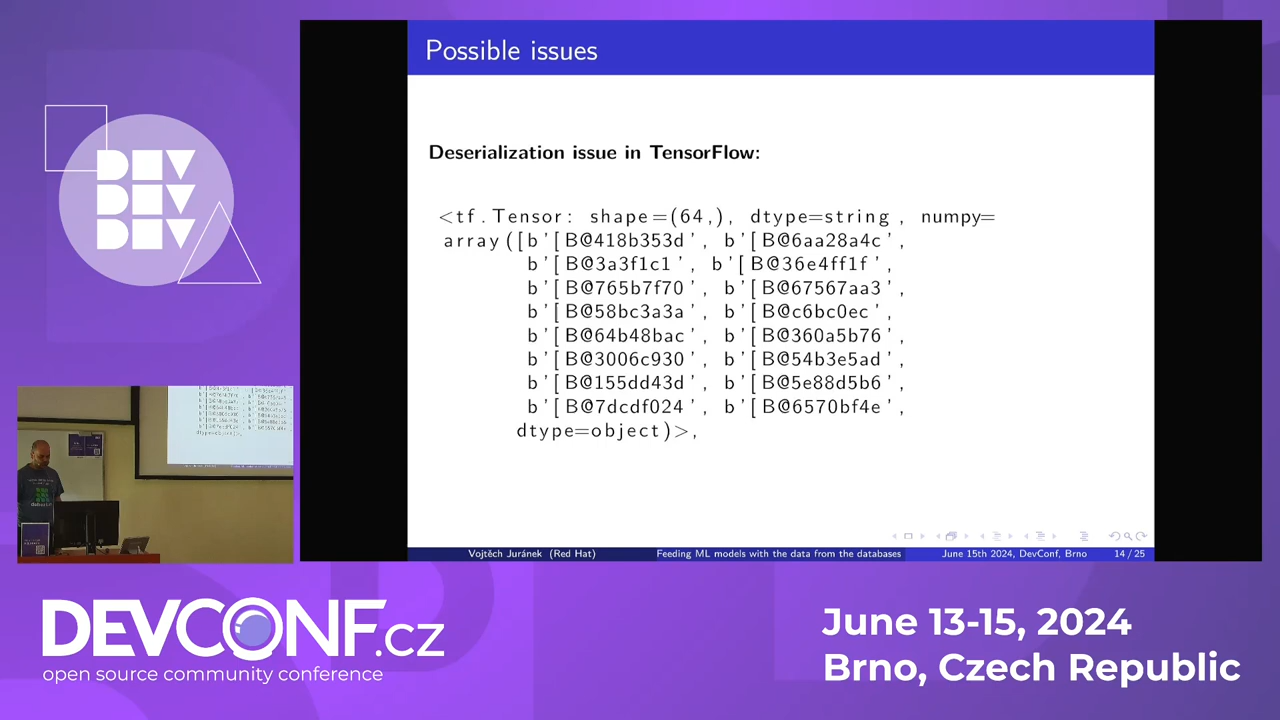 DEV
DEV
DEV
Possible issues
Deserialization issue in TensorFlow:
<tf.Tensor: shape=(64,), dtype=string, numpy=
array([b'[B@418b353d', b'[B@6aa28a4c',
b'[B@3a3f1c1', b'[B@36e4ff1f',
b'[B@765b7f70', b'[B@67567aa3',
b'[B@58bc3a3a', b'[B@c6bc0ec',
b'[B@64b48bac', b'[B@360a5b76',
b'[B@3006c930', b'[B@54b3e5ad',
b'[B@155dd43d', b'[B@5e88d5b6',
b'[B@7dcdf024', b'[B@6570bf4e',
dtype=object)>,
Vojtěch Juránek (Red Hat) Feeding ML models with the data from the databases June 15th 2024, DevConf, Brno 14 / 25
DEVCONF.cz
open source community conference
June 13-15, 2024
Brno, Czech Republic